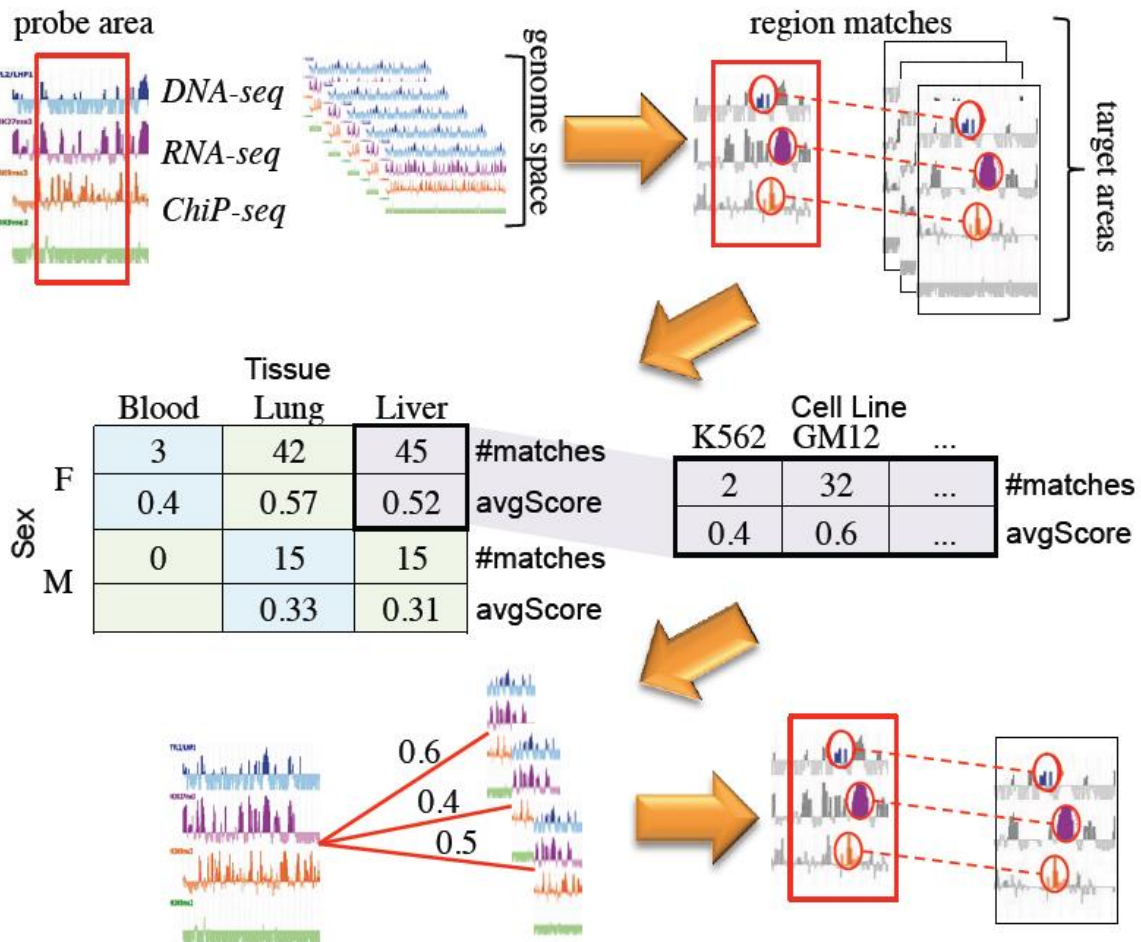 probe area
DNA-seq
RNA-seq
ChiP-seq
genome space
region matches
target areas
Tissue
Blood Lung Liver
Sex
F
3 42 45 #matches
0.4 0.57 0.52 avgScore
M
0 15 15 #matches
0.33 0.31 avgScore
Cell Line
K562 GM12 ...
2 32 ... #matches
0.4 0.6 ... avgScore
0.6
0.4
0.5